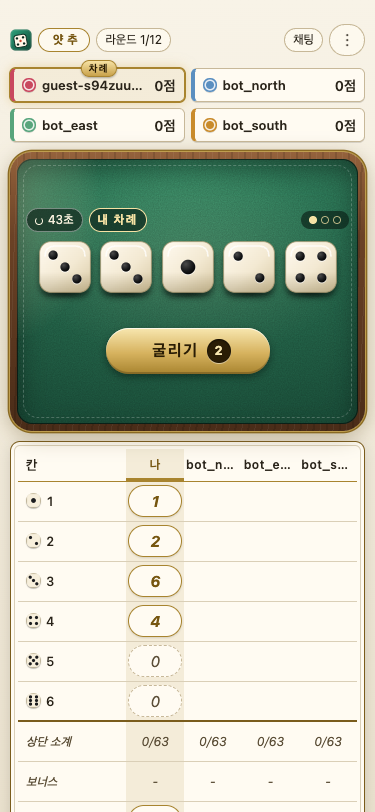 얏 추 라운드 1/12 채팅
차례
guest-s94zuu... 0점 bot_north 0점
bot_east 0점 bot_south 0점
43초 내 차례
굴리기 2
칸 나 bot_n... bot_e... bot_s...
1 1
2 2
3 6
4 4
5 0
6 0
상단 소계 0/63 0/63 0/63 0/63
보너스 - - - -